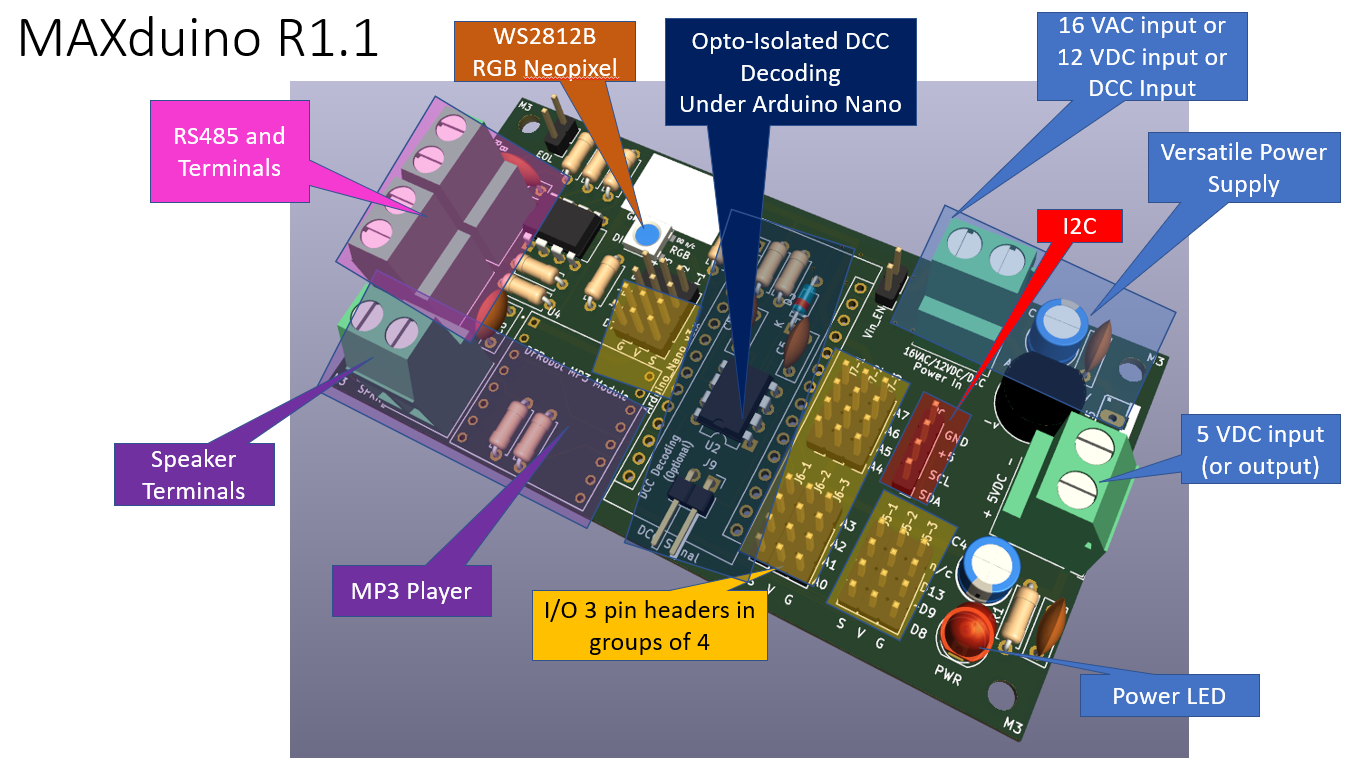 MAXduino R1.1
WS2812B
RGB Neopixel
Opto-Isolated DCC
Decoding
Under Arduino Nano
16 VAC input or
12 VDC input or
DCC Input
RS485 and
Terminals
Versatile Power
Supply
I2C
5 VDC input
(or output)
Speaker
Terminals
MP3 Player
I/O 3 pin headers in
groups of 4
Power LED
M3
EOL
RGB
U4
G V S
DFRobot MP3 Module
Arduino Nano
K
C5
Vin_EN
16VAC/12VDC/DCC
Power In
M3
-v
A7
A6
A5
A4
GND
+5
SCL
SDA
J6-1
J6-2
J6-3
J5-1
J5-2
J5-3
U2
J9
DCC Decoding
(Optional)
DCC Signal
A3
A2
A1
A0
S V G
+ 5VDC -
C4
n/c
D13
D9
D8
S V G
R1
PWR
M3